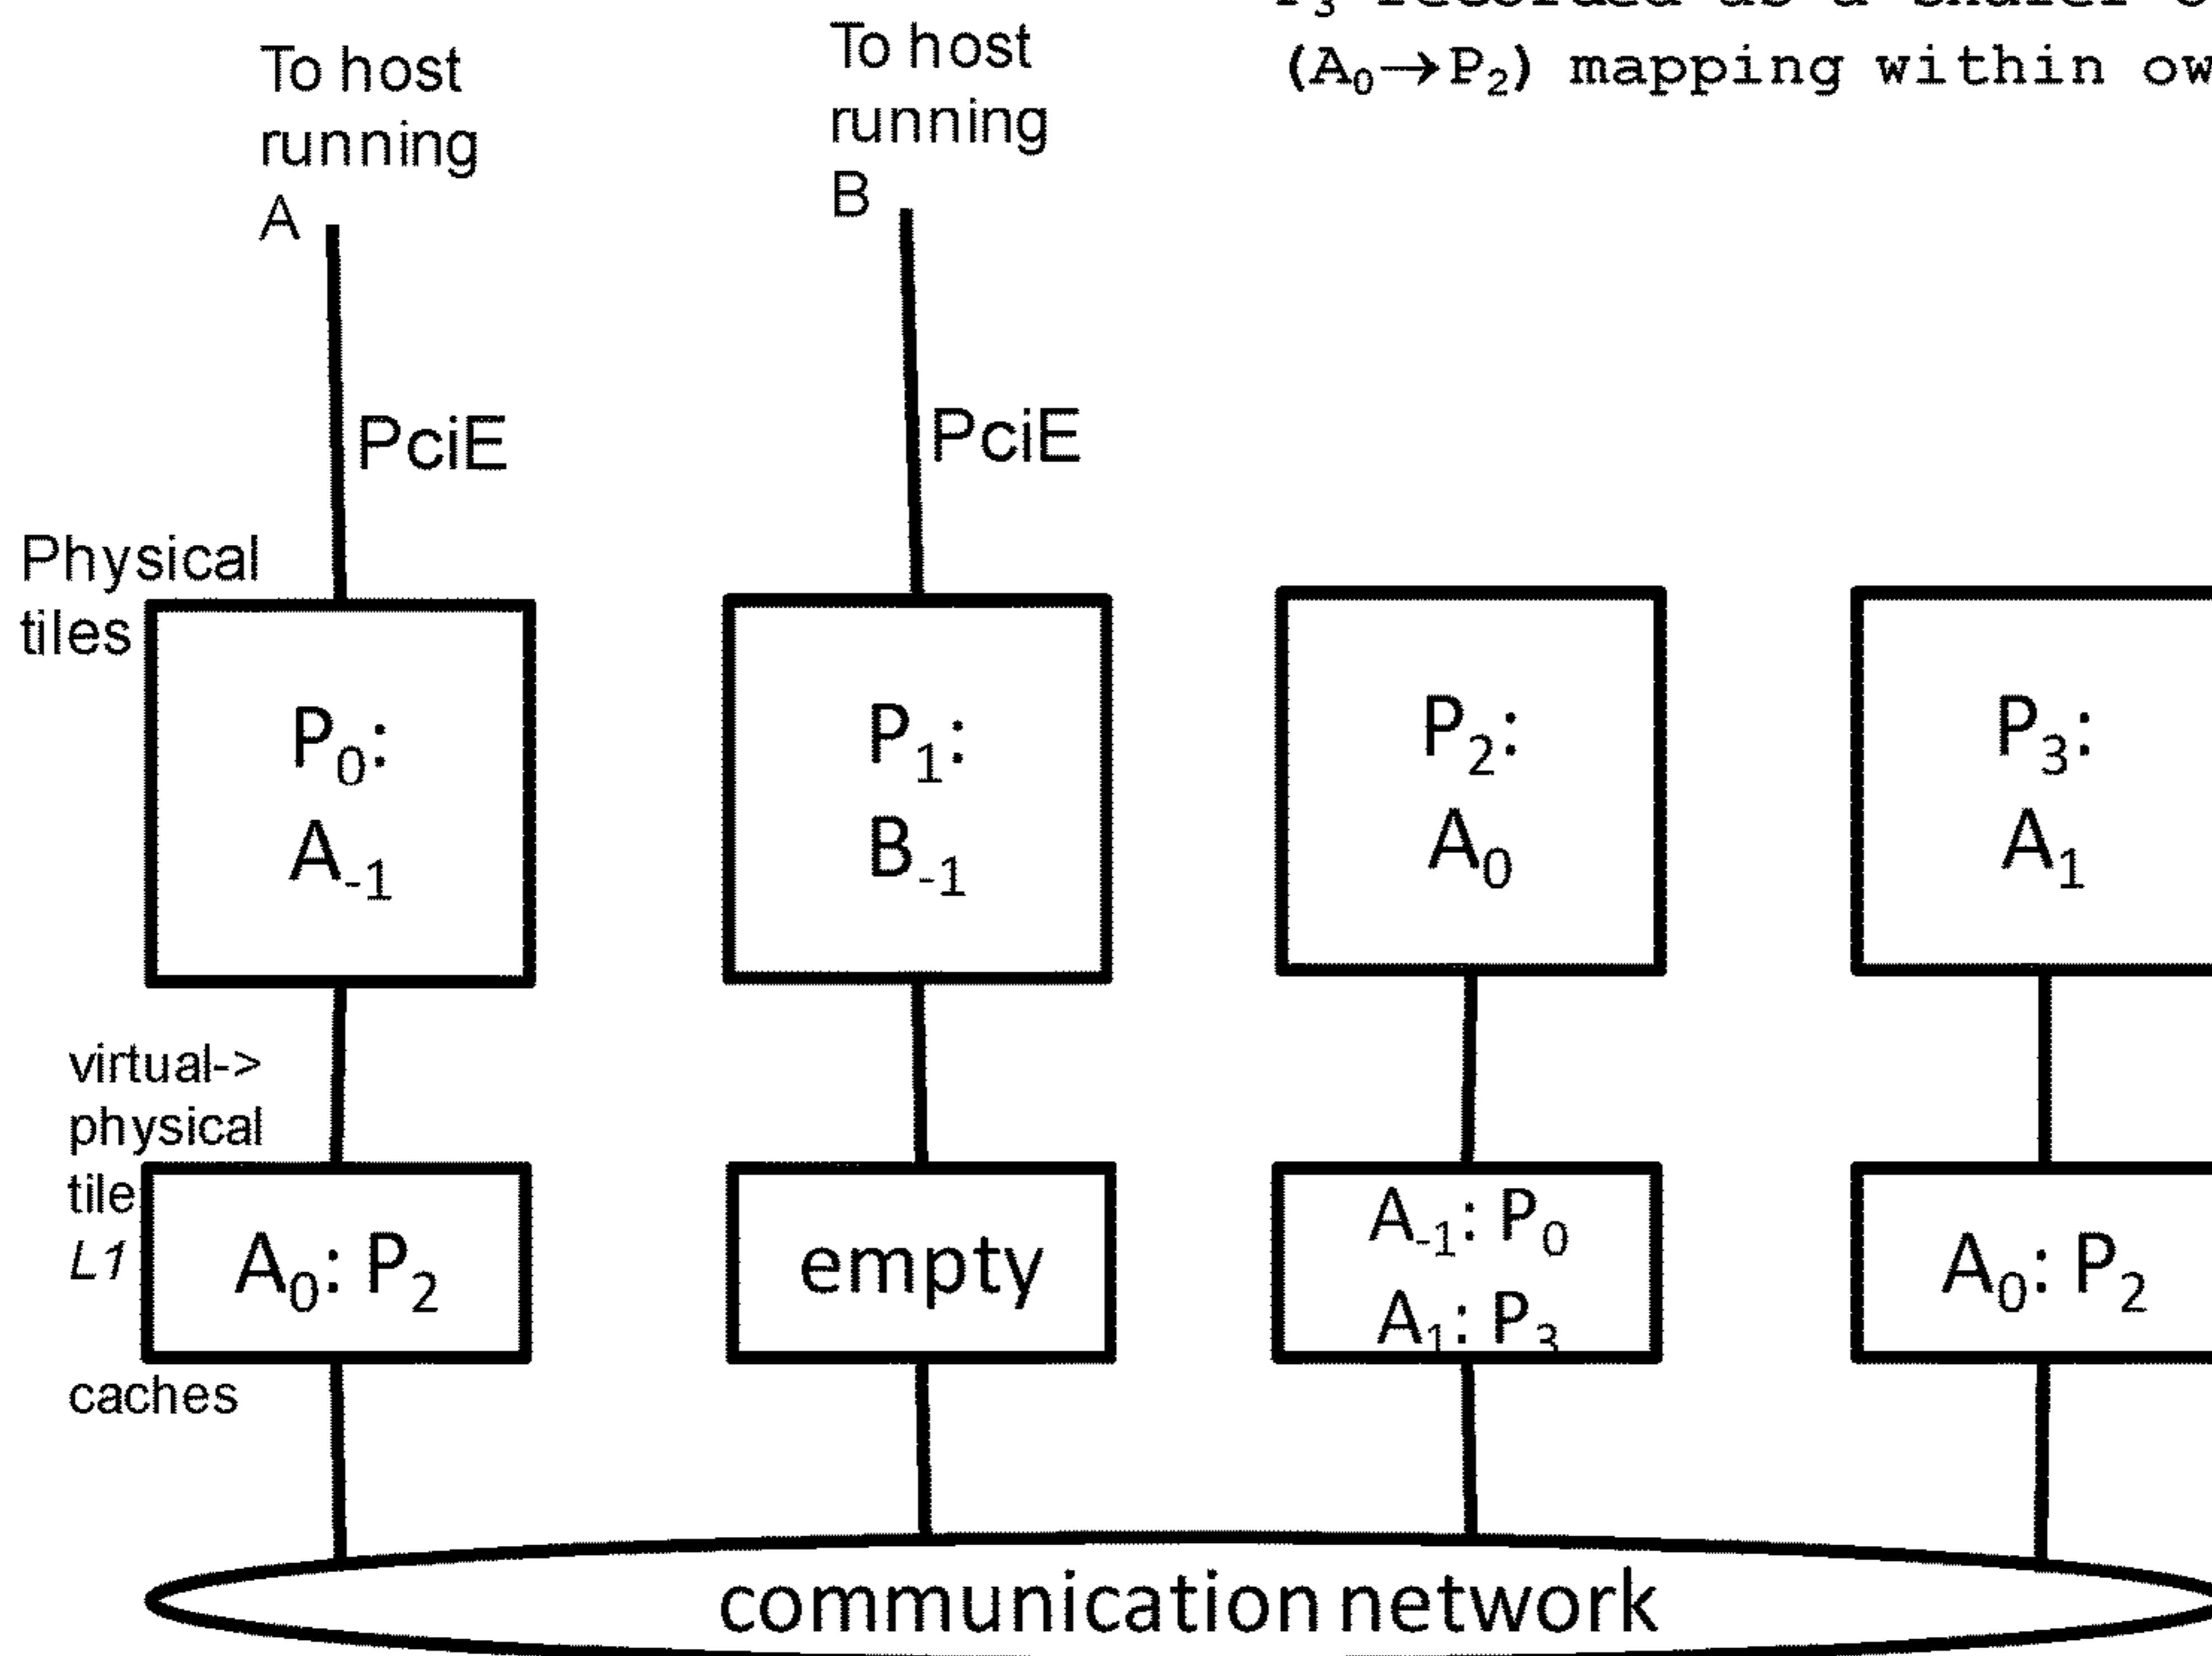 (A₀→P₂) mapping within
To host
running
A
To host
running
B
PciE
PciE
Physical
tiles
P₀:
A₋₁
P₁:
B₋₁
P₂:
A₀
P₃:
A₁
virtual->
physical
tile
L1
caches
A₀: P₂
empty
A₋₁: P₀
A₁: P₃
A₀: P₂
communication network